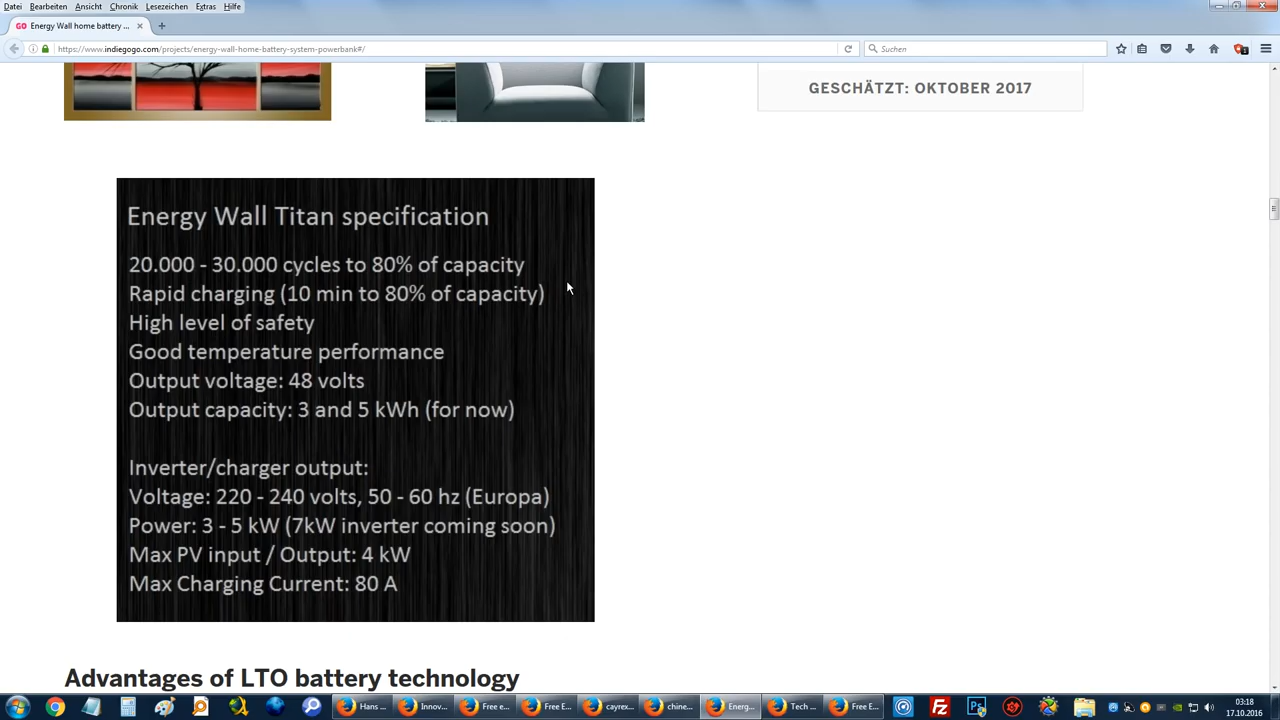 Datei Bearbeiten Ansicht Chronik Lesezeichen Extras Hilfe
GO Energy Wall home battery ...
https://www.indiegogo.com/projects/energy-wall-home-battery-system-powerbank#/
Suchen
GESCHÄTZT: OKTOBER 2017
Energy Wall Titan specification
20.000 - 30.000 cycles to 80% of capacity
Rapid charging (10 min to 80% of capacity)
High level of safety
Good temperature performance
Output voltage: 48 volts
Output capacity: 3 and 5 kWh (for now)
Inverter/charger output:
Voltage: 220 - 240 volts, 50 - 60 hz (Europa)
Power: 3 - 5 kW (7kW inverter coming soon)
Max PV input / Output: 4 kW
Max Charging Current: 80 A
Advantages of LTO battery technology
Hans ... Innov... Free e... Free E... cayrex... chine... Energ... Tech ... Free E...
03:18
17.10.2016